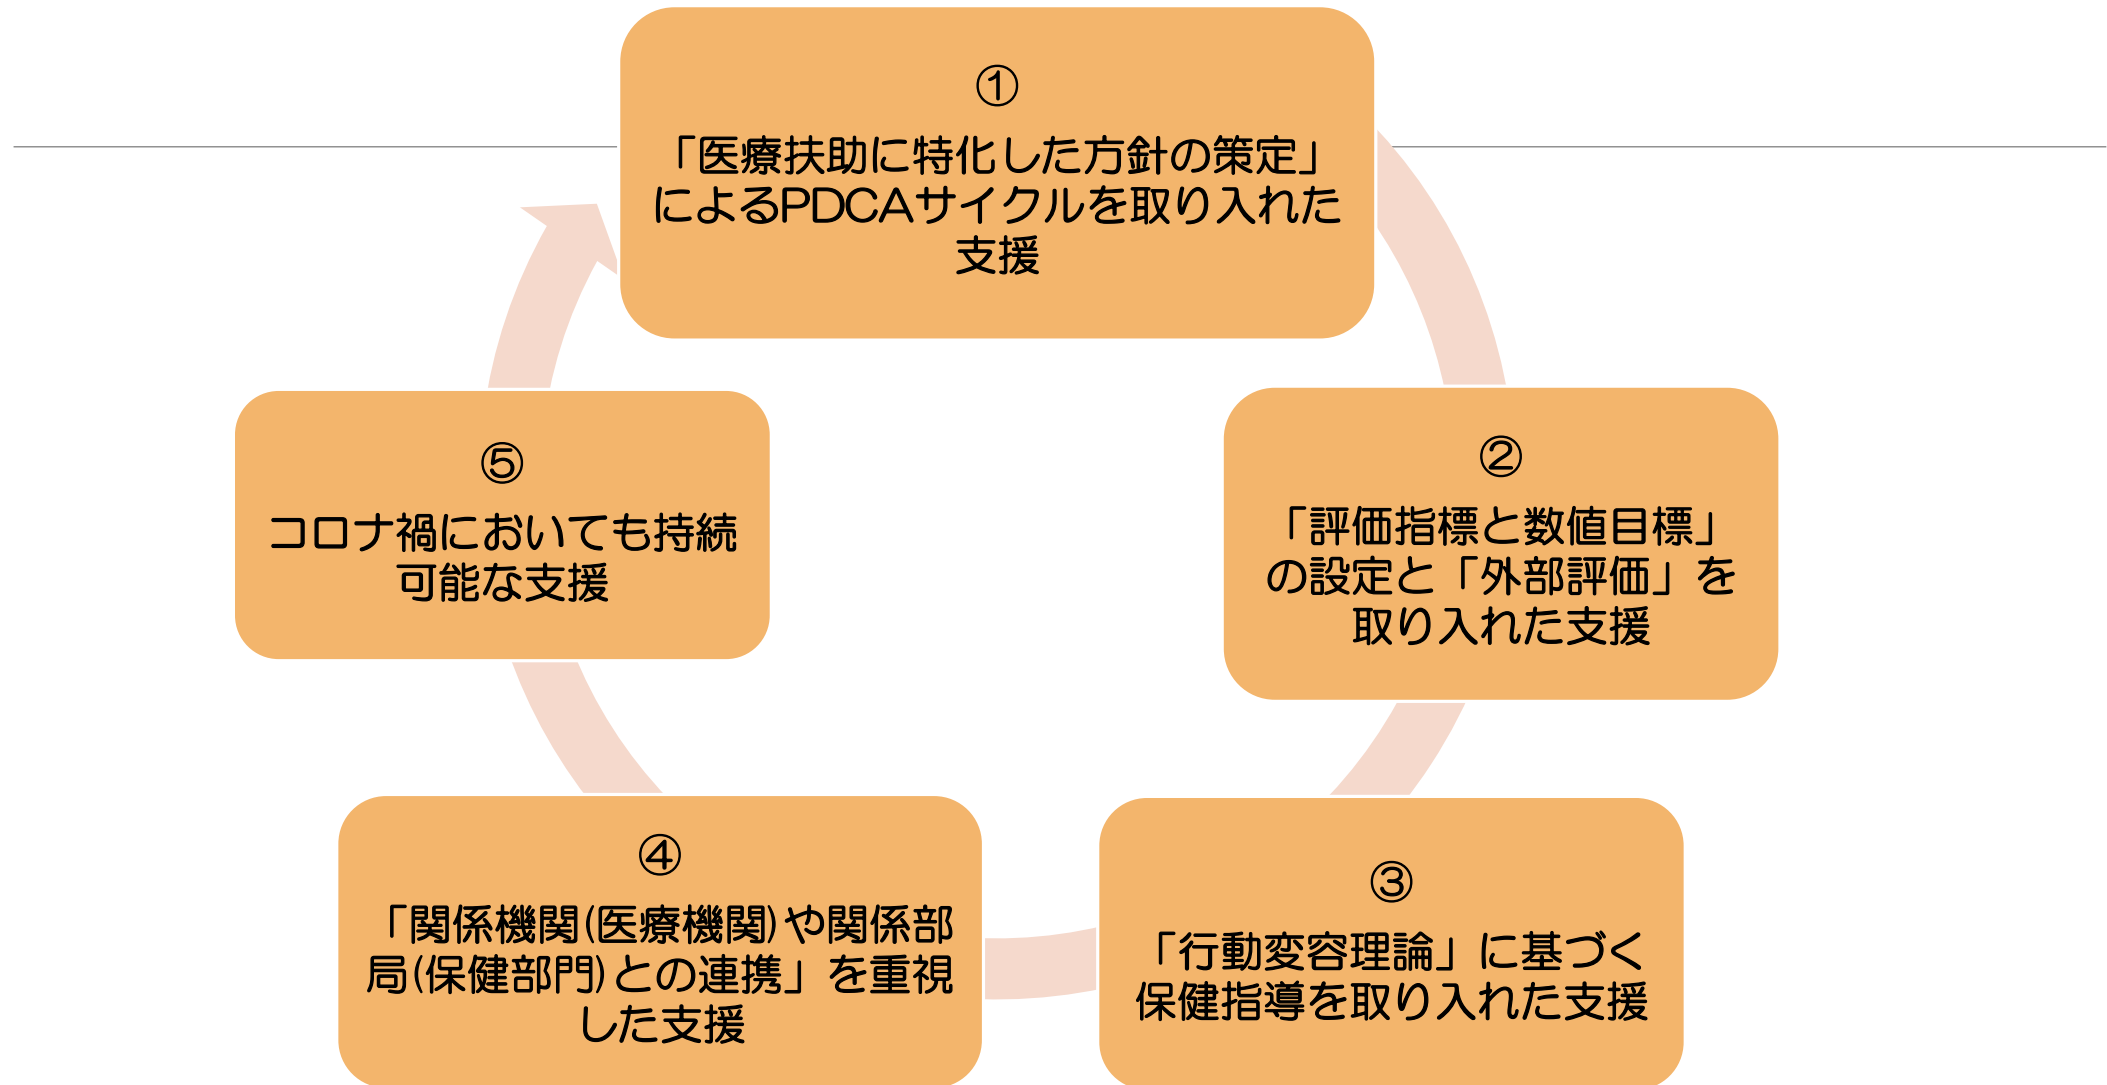 ①
「医療扶助に特化した方針の策定」
によるPDCAサイクルを取り入れた
支援
②
「評価指標と数値目標」
の設定と「外部評価」を
取り入れた支援
③
「行動変容理論」に基づく
保健指導を取り入れた支援
④
「関係機関(医療機関)や関係部
局(保健部門)との連携」を重視
した支援
⑤
コロナ禍においても持続
可能な支援